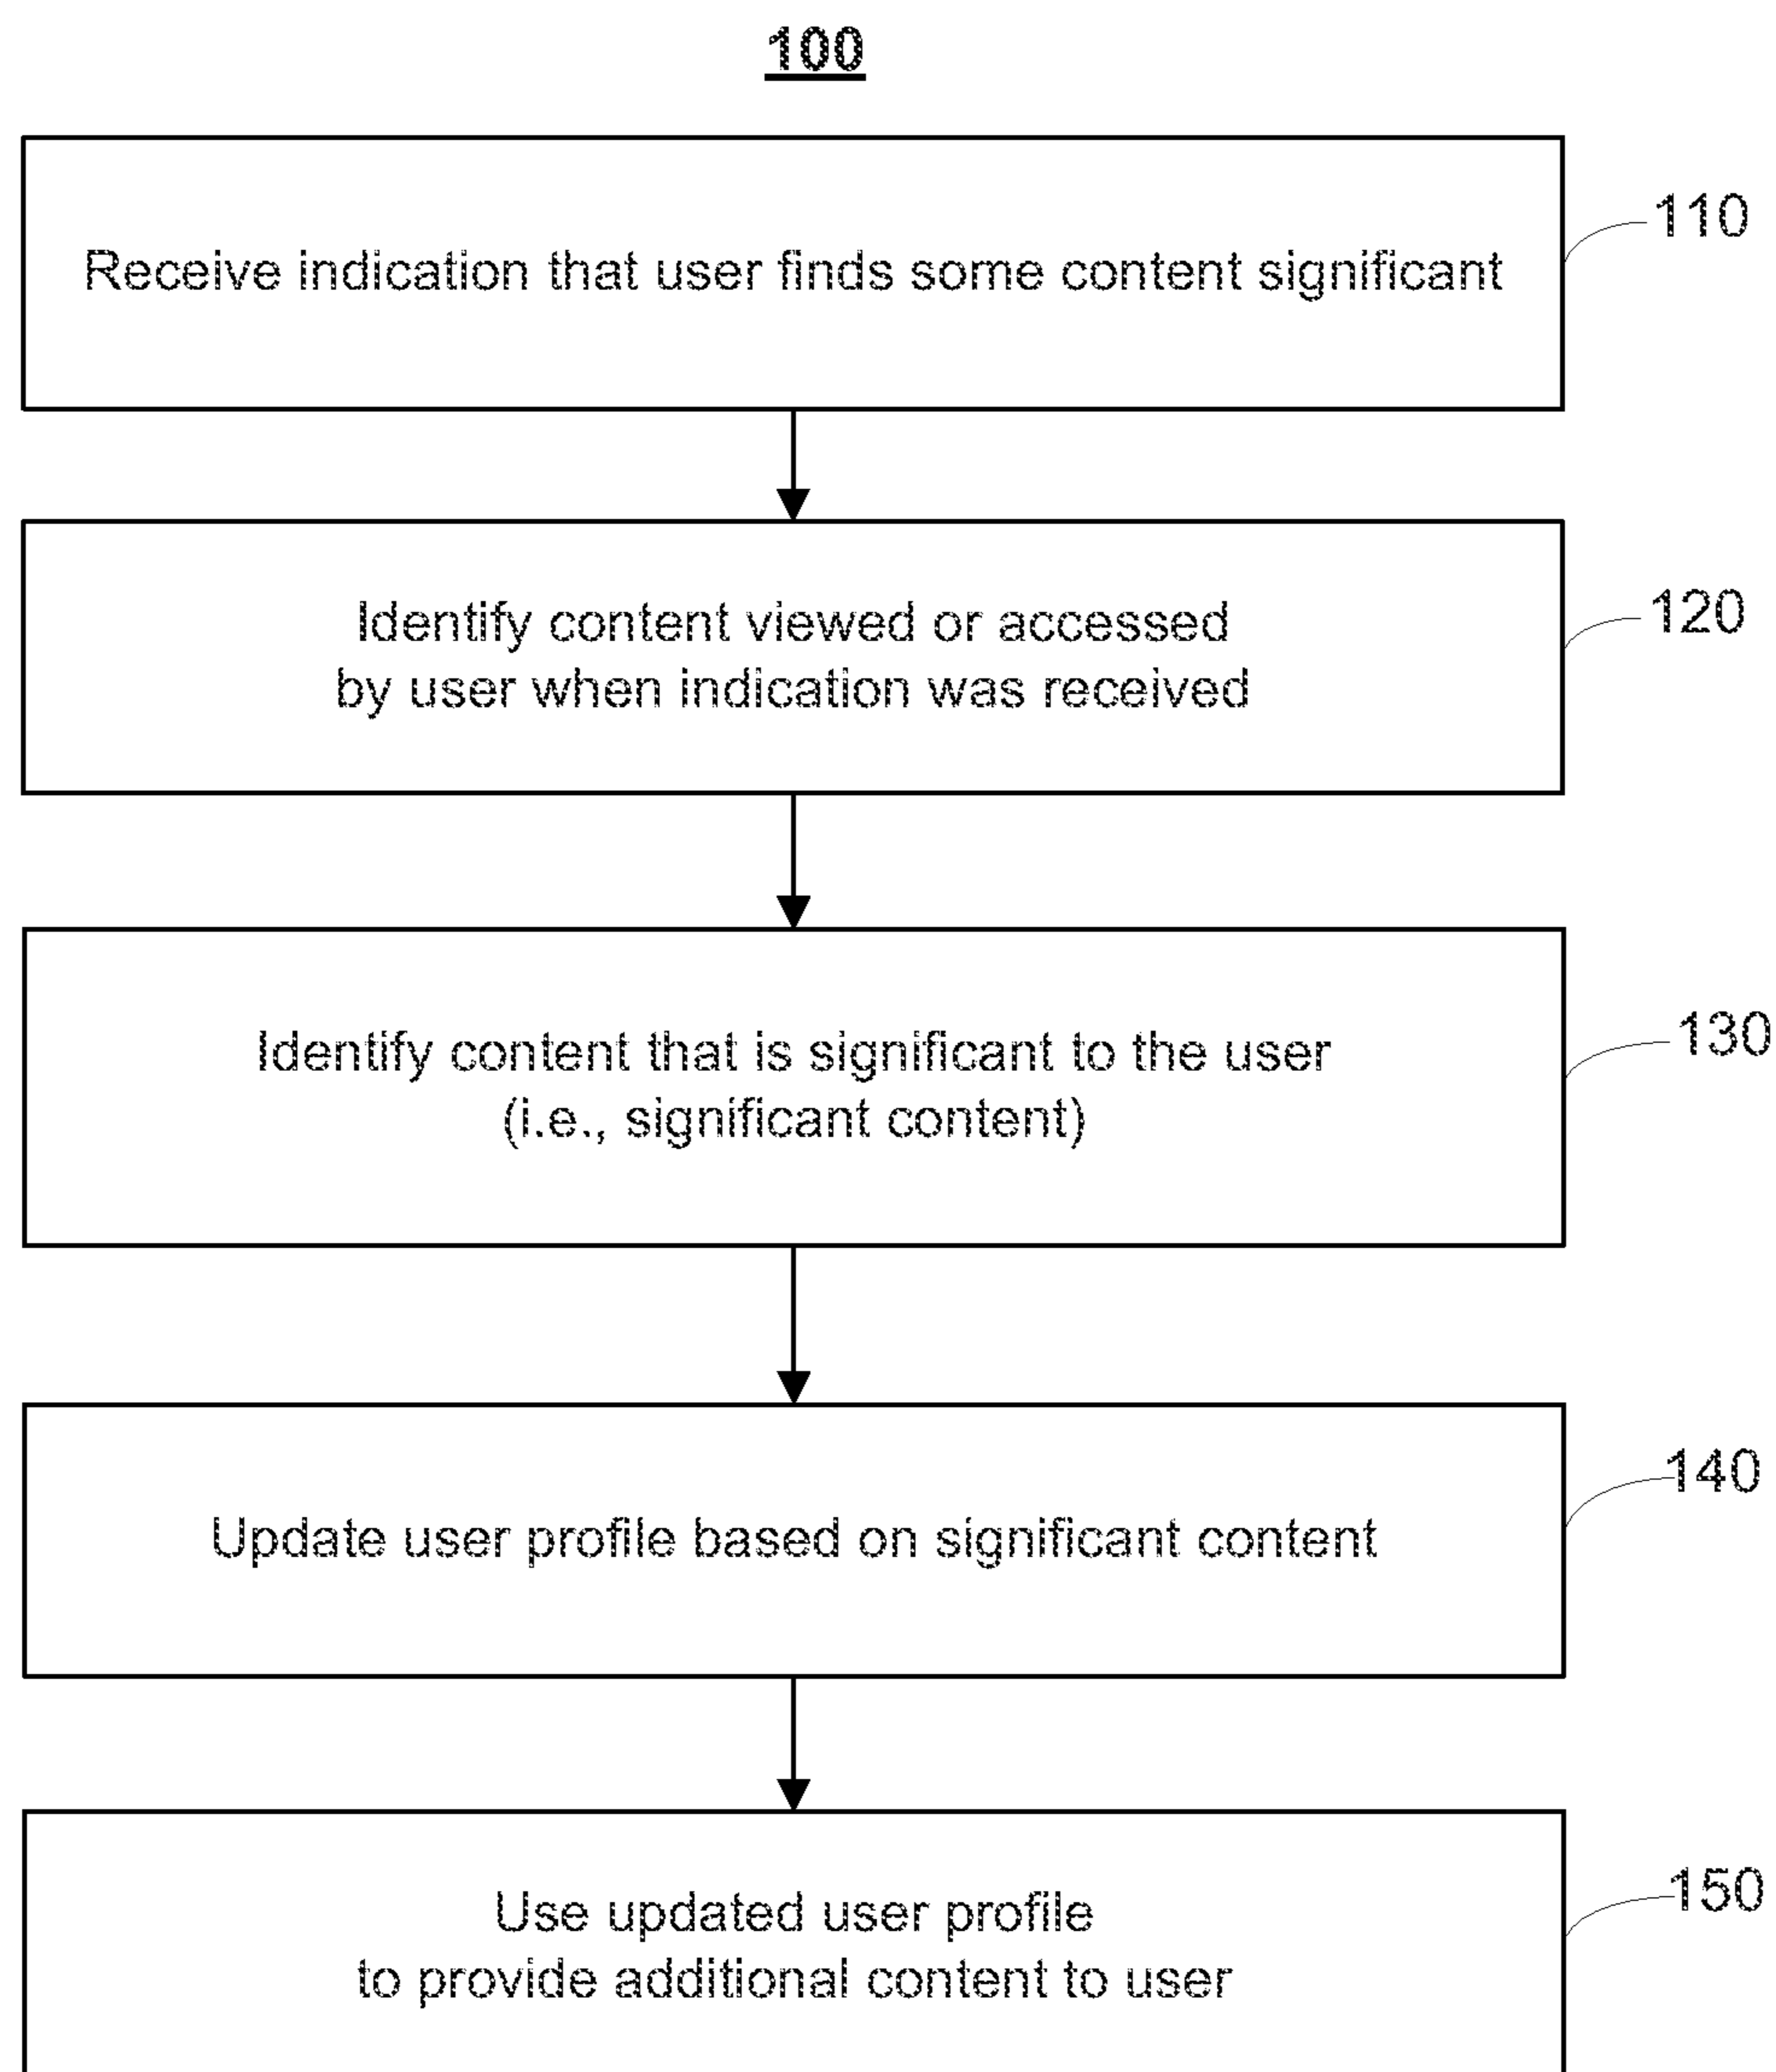 100
Receive indication that user finds some content significant
110
Identify content viewed or accessed
by user when indication was received
120
Identify content that is significant to the user
(i.e., significant content)
130
Update user profile based on significant content
140
Use updated user profile
to provide additional content to user
150